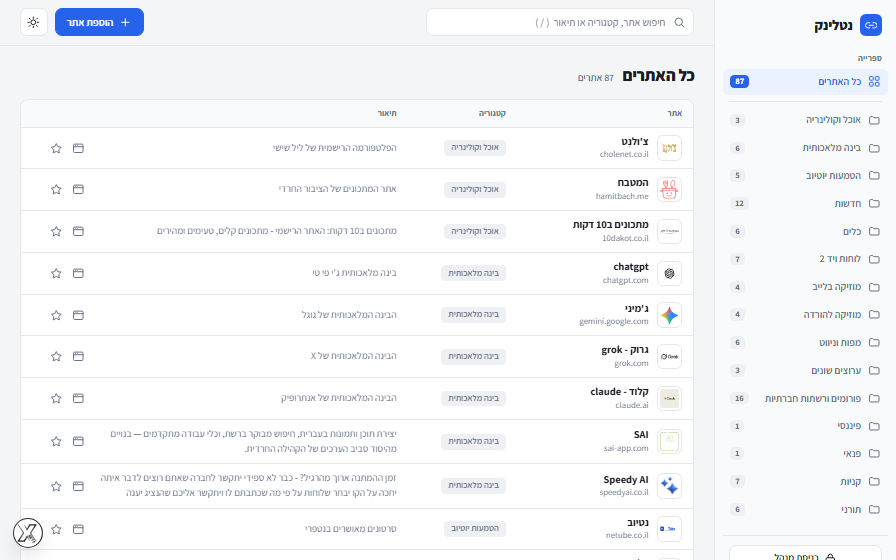 נטלינק
ספרייה
כל האתרים 87
אוכל וקולינריה 3
בינה מלאכותית 6
הטמעות יוטיוב 5
חדשות 12
כלים 6
לוחות ויד 2 7
מוזיקה בלייב 4
מוזיקה להורדה 4
מפות וניווט 6
ערוצים שונים 3
פורומים ורשתות חברתיות 16
פיננסי 1
פנאי 1
קניות 7
תורני 6
כניסת מנהל
חיפוש אתר, קטגוריה או תיאור ( / )
הוספת אתר
כל האתרים 87 אתרים
אתר קטגוריה תיאור
צ'ולנט
cholenet.co.il
אוכל וקולינריה
הפלטפורמה הרישמית של ליל שישי
המטבח
hamitbach.me
אוכל וקולינריה
אתר המתכונים של הציבור החרדי
מתכונים ב10 דקות
10dakot.co.il
אוכל וקולינריה
מתכונים ב10 דקות: האתר הרישמי - מתכונים קלים, טעימים ומהירים
chatgpt
chatgpt.com
בינה מלאכותית
בינה מלאכותית ג'י פי טי
ג'מיני
gemini.google.com
בינה מלאכותית
הבינה המלאכותית של גוגל
גרוק - grok
grok.com
בינה מלאכותית
הבינה המלאכותית של X
קלוד - claude
claude.ai
בינה מלאכותית
הבינה המלאכותית של אנתרופיק
SAI
sai-app.com
בינה מלאכותית
יצירת תוכן ותמונות בעברית, חיפוש מבוקר ברשת, וכלי עבודה מתקדמים — בנויים
מהיסוד סביב הערכים של הקהילה החרדית.
Speedy AI
speedyai.co.il
בינה מלאכותית
זמן ההמתנה ארוך מהרגיל? - כבר לא ספידי יתקשר לחברה שאתם רוצים לדבר איתה
יחכה על הקו יבחר שלוחות על פי מה שכתבתם לו ויתקשר אליכם שהנציג יענה
נטיוב
netube.co.il
הטמעות יוטיוב
סרטונים מאושרים בנטפרי